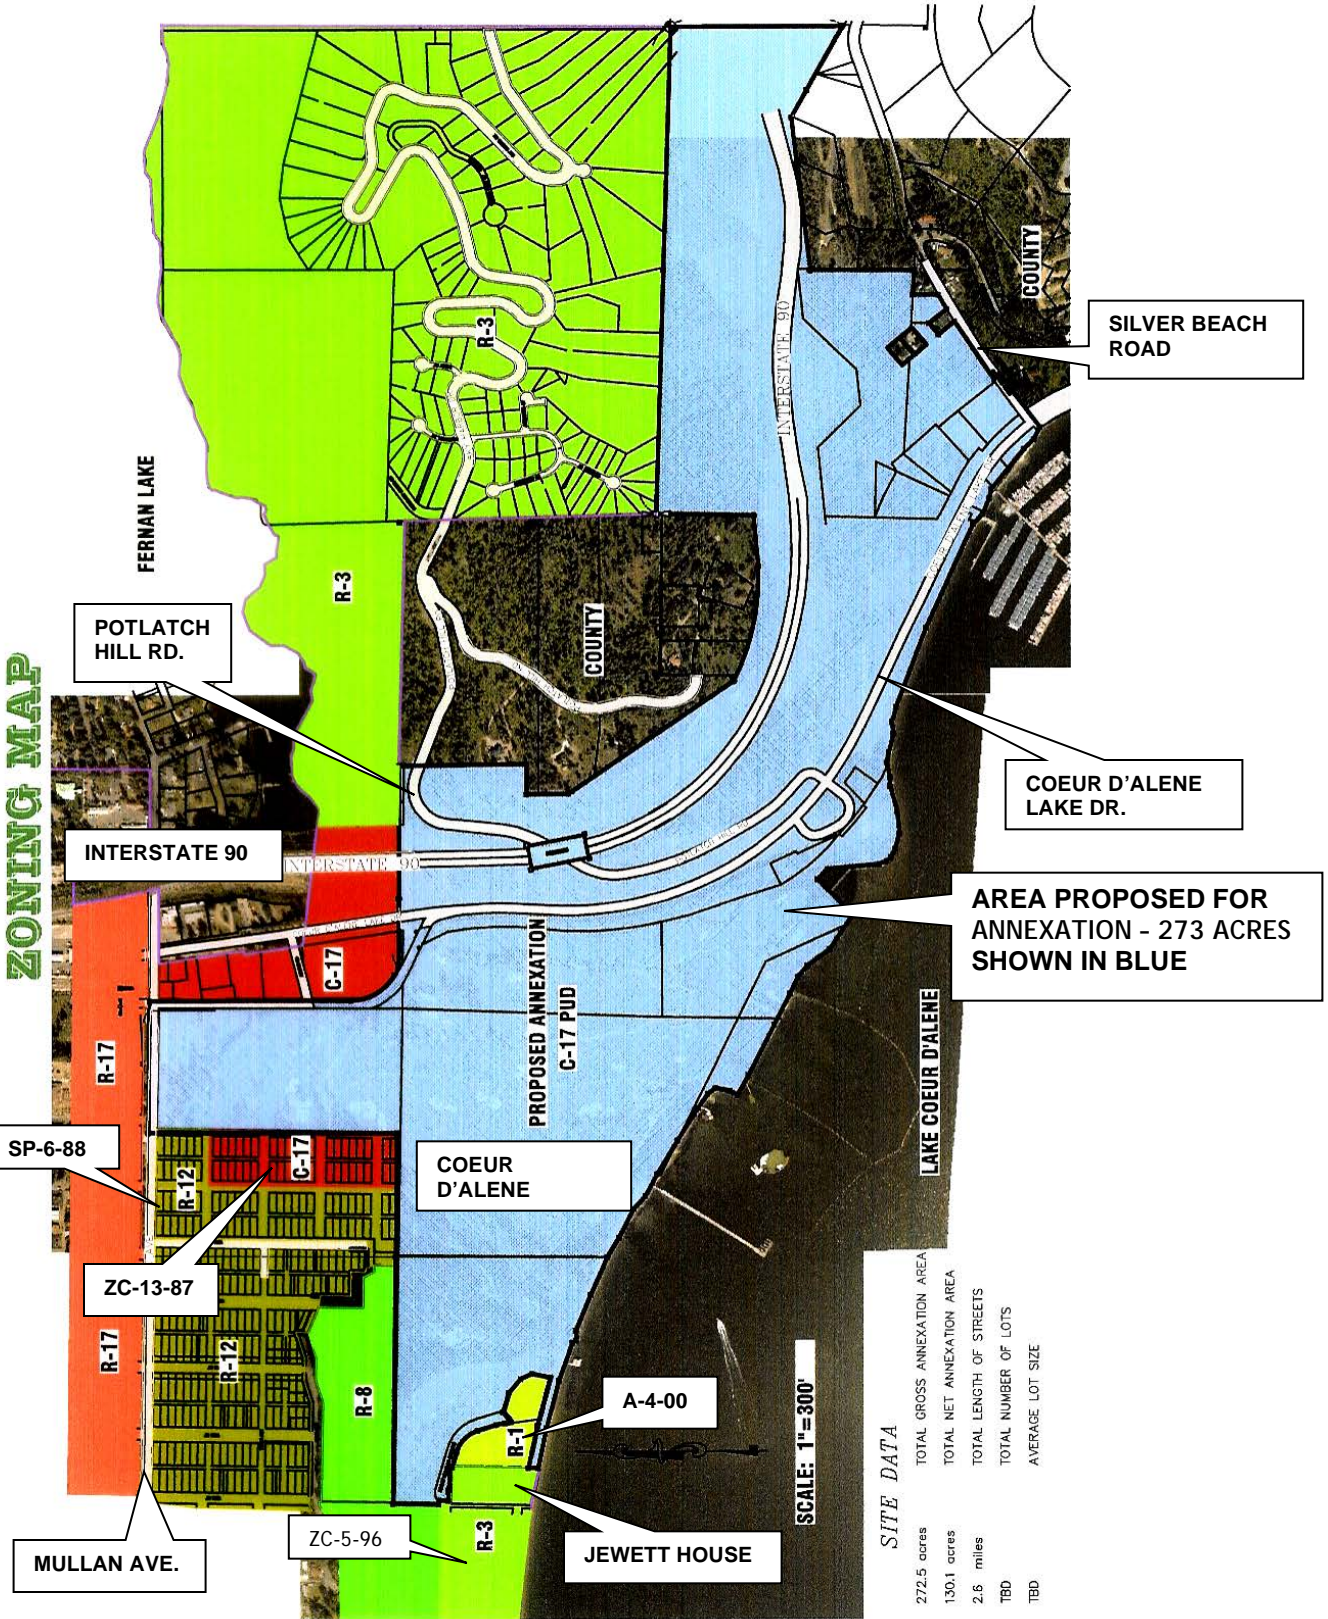 ZONING MAP
FERNAN LAKE
R-3
R-3
COUNTY
SILVER BEACH
ROAD
INTERSTATE 90
POTLATCH
HILL RD.
COUNTY
COEUR D'ALENE
LAKE DR.
INTERSTATE 90
INTERSTATE 90
AREA PROPOSED FOR
ANNEXATION - 273 ACRES
SHOWN IN BLUE
C-17
R-17
PROPOSED ANNEXATION
C-17 PUD
LAKE COEUR D'ALENE
SP-6-88
R-12
C-17
COEUR
D'ALENE
ZC-13-87
R-17
R-12
R-8
A-4-00
R-1
SCALE: 1"=300'
ZC-5-96
R-3
JEWETT HOUSE
MULLAN AVE.
SITE DATA
272.5 acres TOTAL GROSS ANNEXATION AREA
130.1 acres TOTAL NET ANNEXATION AREA
2.6 miles TOTAL LENGTH OF STREETS
TBD TOTAL NUMBER OF LOTS
TBD AVERAGE LOT SIZE